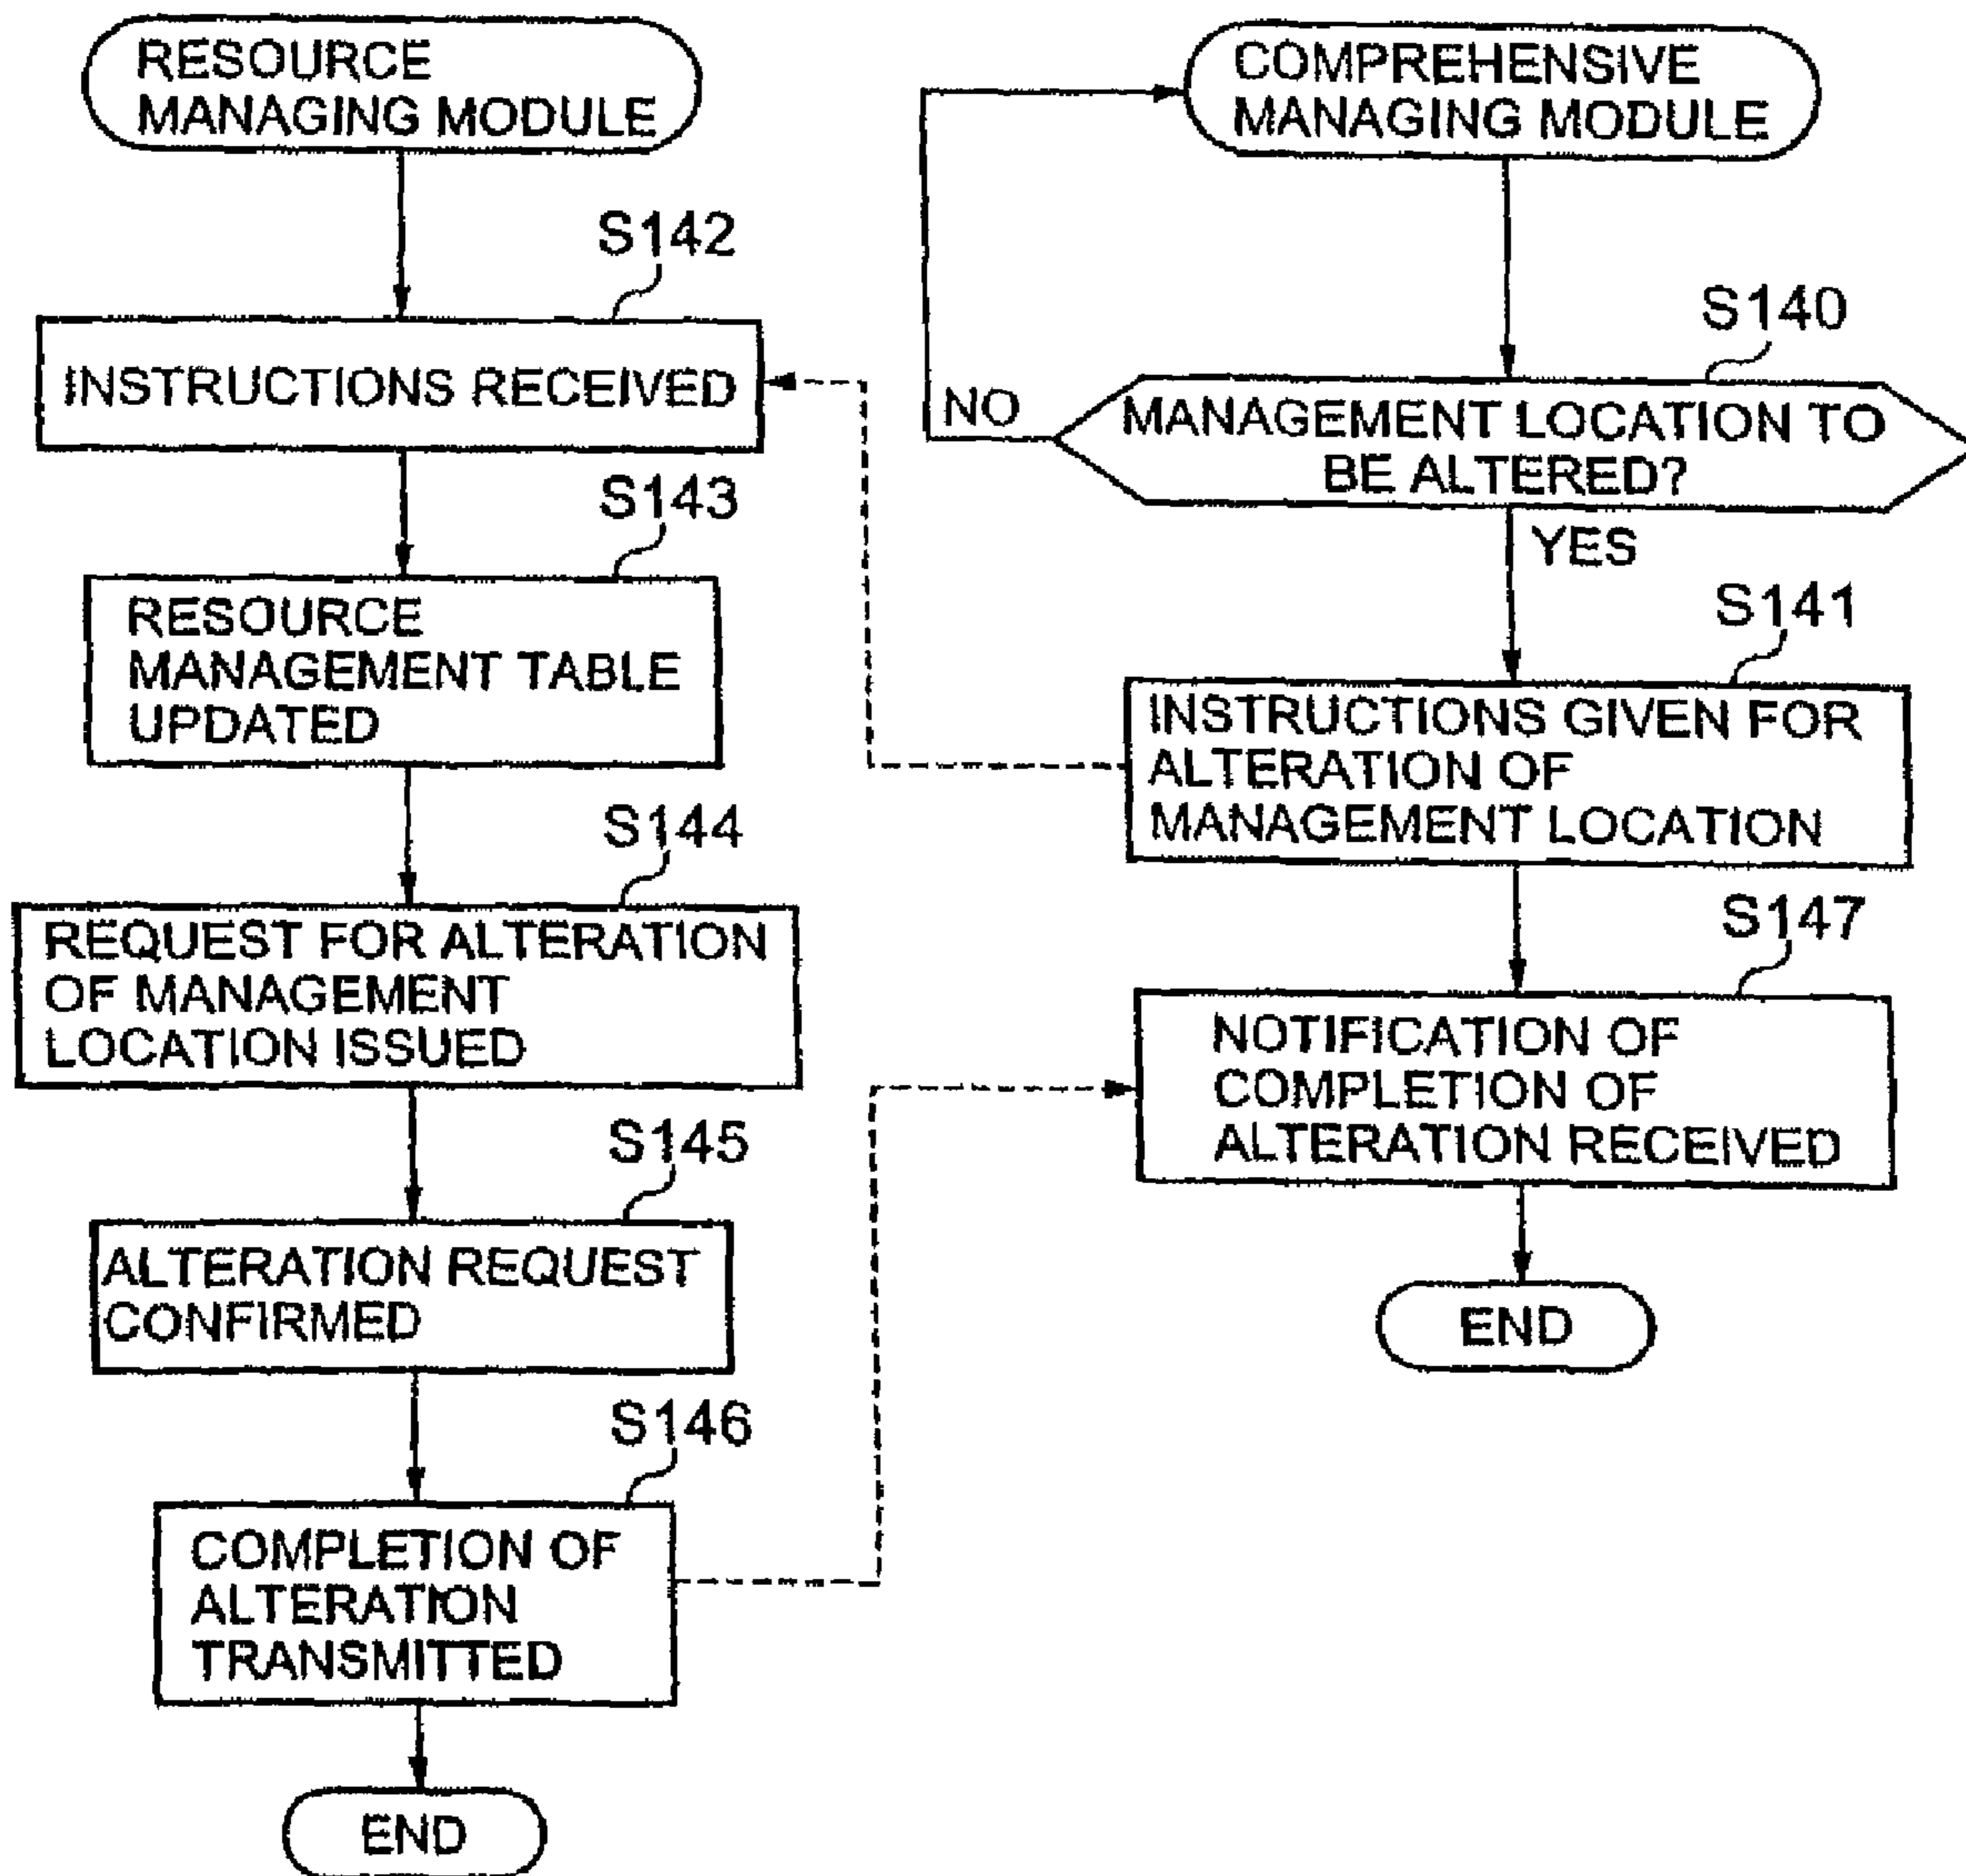 RESOURCE
MANAGING MODULE
S142
INSTRUCTIONS RECEIVED
S143
RESOURCE
MANAGEMENT TABLE
UPDATED
S144
REQUEST FOR ALTERATION
OF MANAGEMENT
LOCATION ISSUED
S145
ALTERATION REQUEST
CONFIRMED
S146
COMPLETION OF
ALTERATION
TRANSMITTED
END
COMPREHENSIVE
MANAGING MODULE
S140
NO
MANAGEMENT LOCATION TO
BE ALTERED?
YES
S141
INSTRUCTIONS GIVEN FOR
ALTERATION OF
MANAGEMENT LOCATION
S147
NOTIFICATION OF
COMPLETION OF
ALTERATION RECEIVED
END